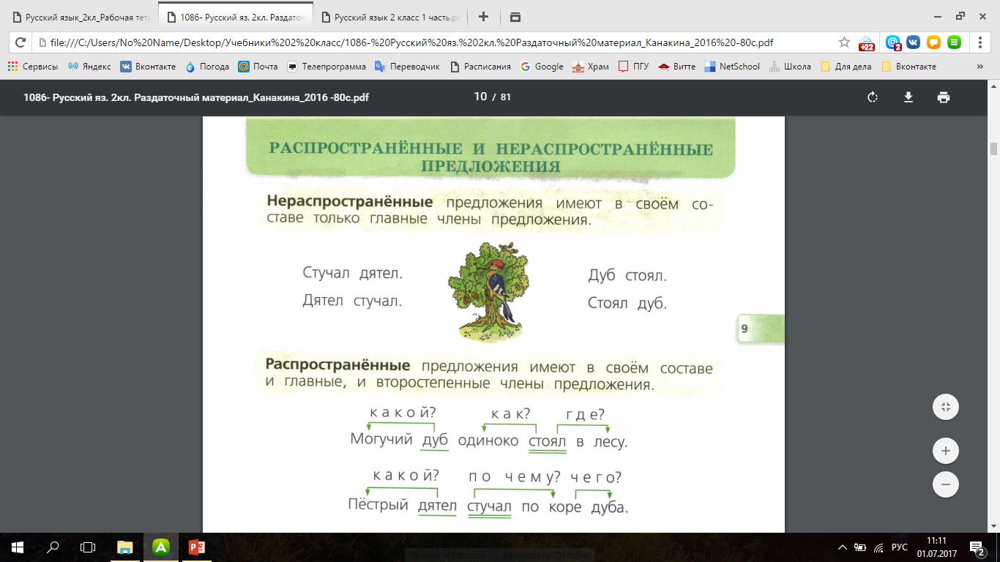 Русский язык_2кл_Рабочая тетр
1086- Русский яз. 2кл. Раздаточ
Русский язык 2 класс 1 часть.pd
file:///C:/Users/No%20Name/Desktop/Учебники%202%20класс/1086-%20Русский%20яз.%202кл.%20Раздаточный%20материал_Канакина_2016%20-80с.pdf
+22
2
Сервисы Яндекс Вконтакте Погода Почта Телепрограмма Переводчик Расписания Google Храм ПГУ Витте NetSchool Школа Для дела Вконтакте »
1086- Русский яз. 2кл. Раздаточный материал_Канакина_2016 -80с.pdf
10 / 81
РАСПРОСТРАНЁННЫЕ И НЕРАСПРОСТРАНЁННЫЕ
ПРЕДЛОЖЕНИЯ
Нераспространённые предложения имеют в своём со-
ставе только главные члены предложения.
Стучал дятел.
Дятел стучал.
Дуб стоял.
Стоял дуб.
9
Распространённые предложения имеют в своём составе
и главные, и второстепенные члены предложения.
какой? как? где?
Могучий дуб одиноко стоял в лесу.
какой? по чему? чего?
Пёстрый дятел стучал по коре дуба.
РУС
11:11
01.07.2017
2